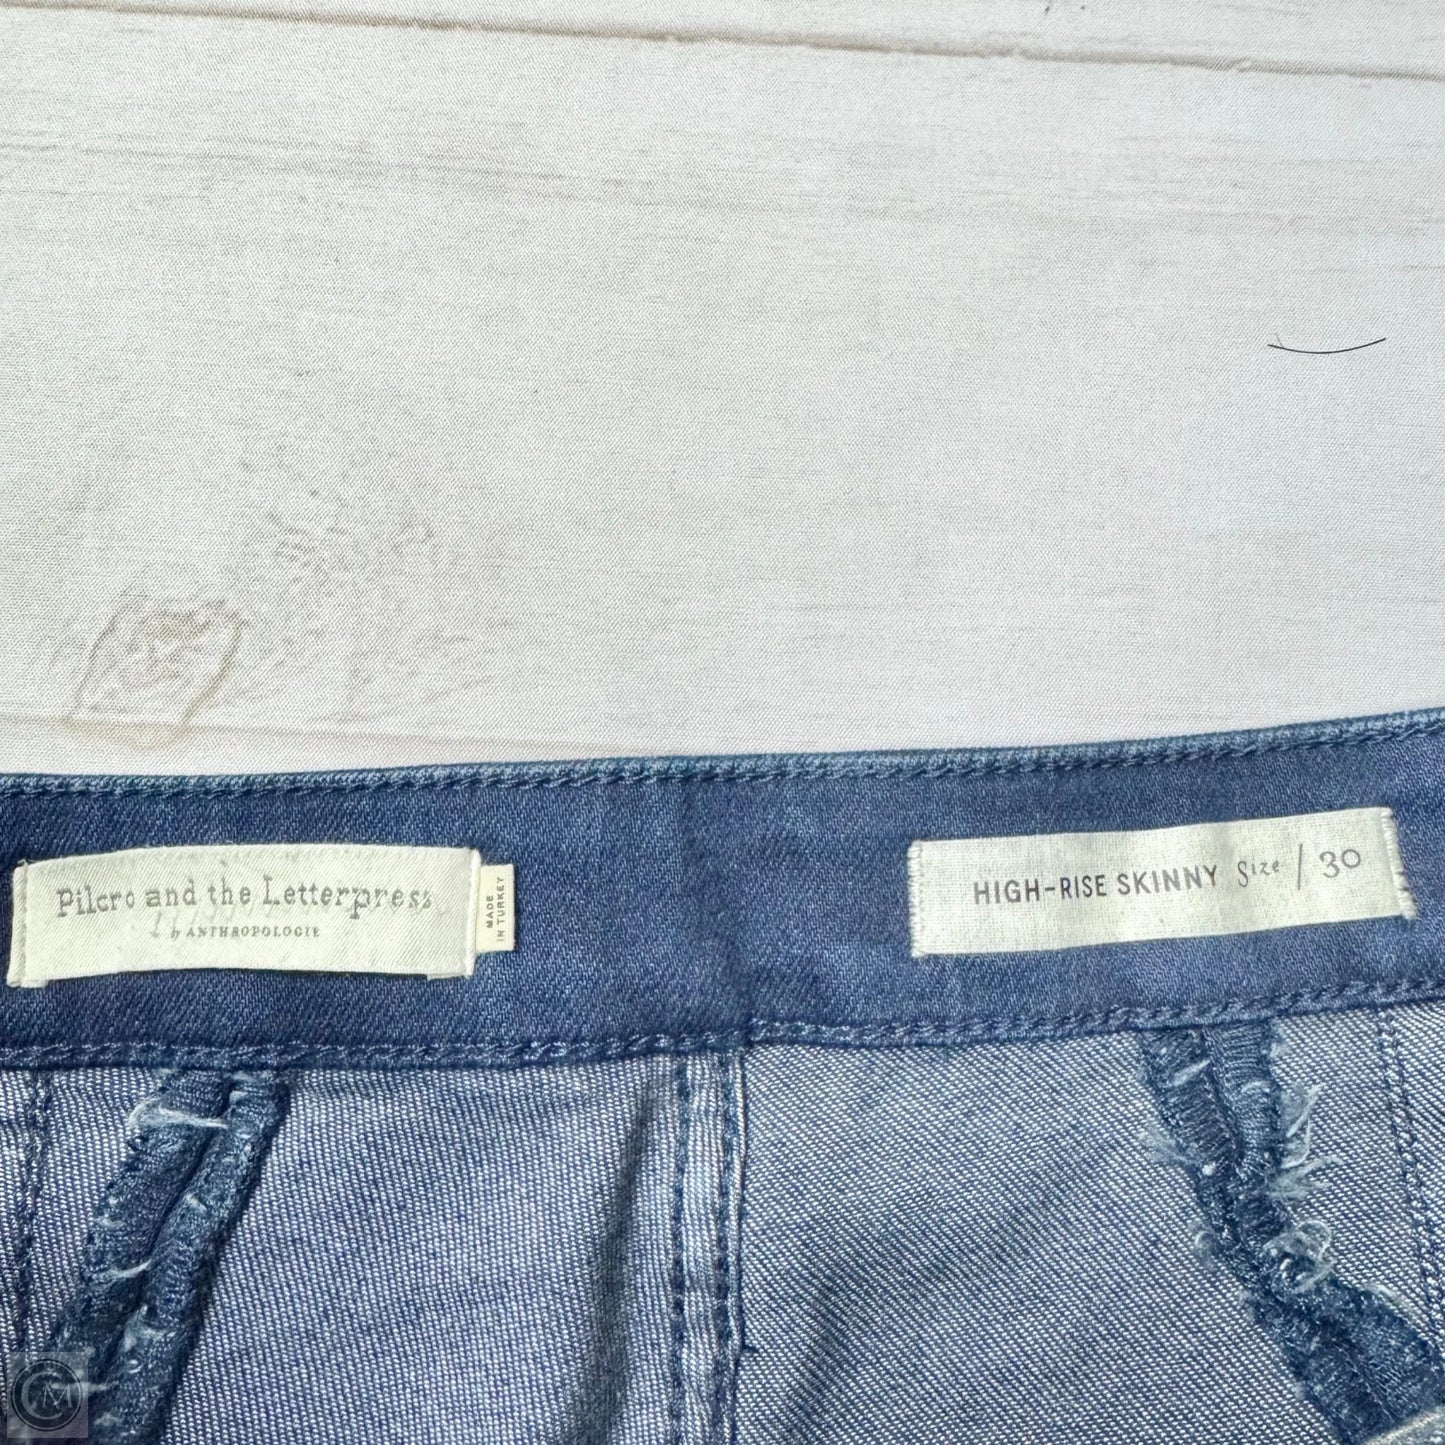 Pilcro and the Letterpress
by ANTHROPOLOGIE
MADE
IN TURKEY
HIGH-RISE SKINNY Size / 30